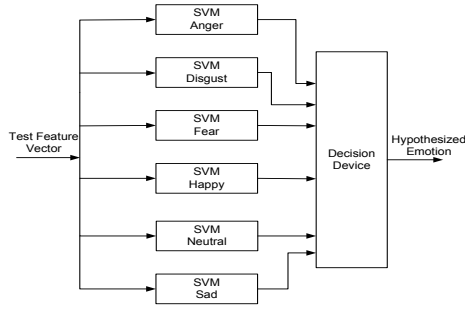 SVM
Anger
SVM
Disgust
Test Feature
Vector
SVM
Fear
SVM
Happy
SVM
Neutral
SVM
Sad
Decision
Device
Hypothesized
Emotion